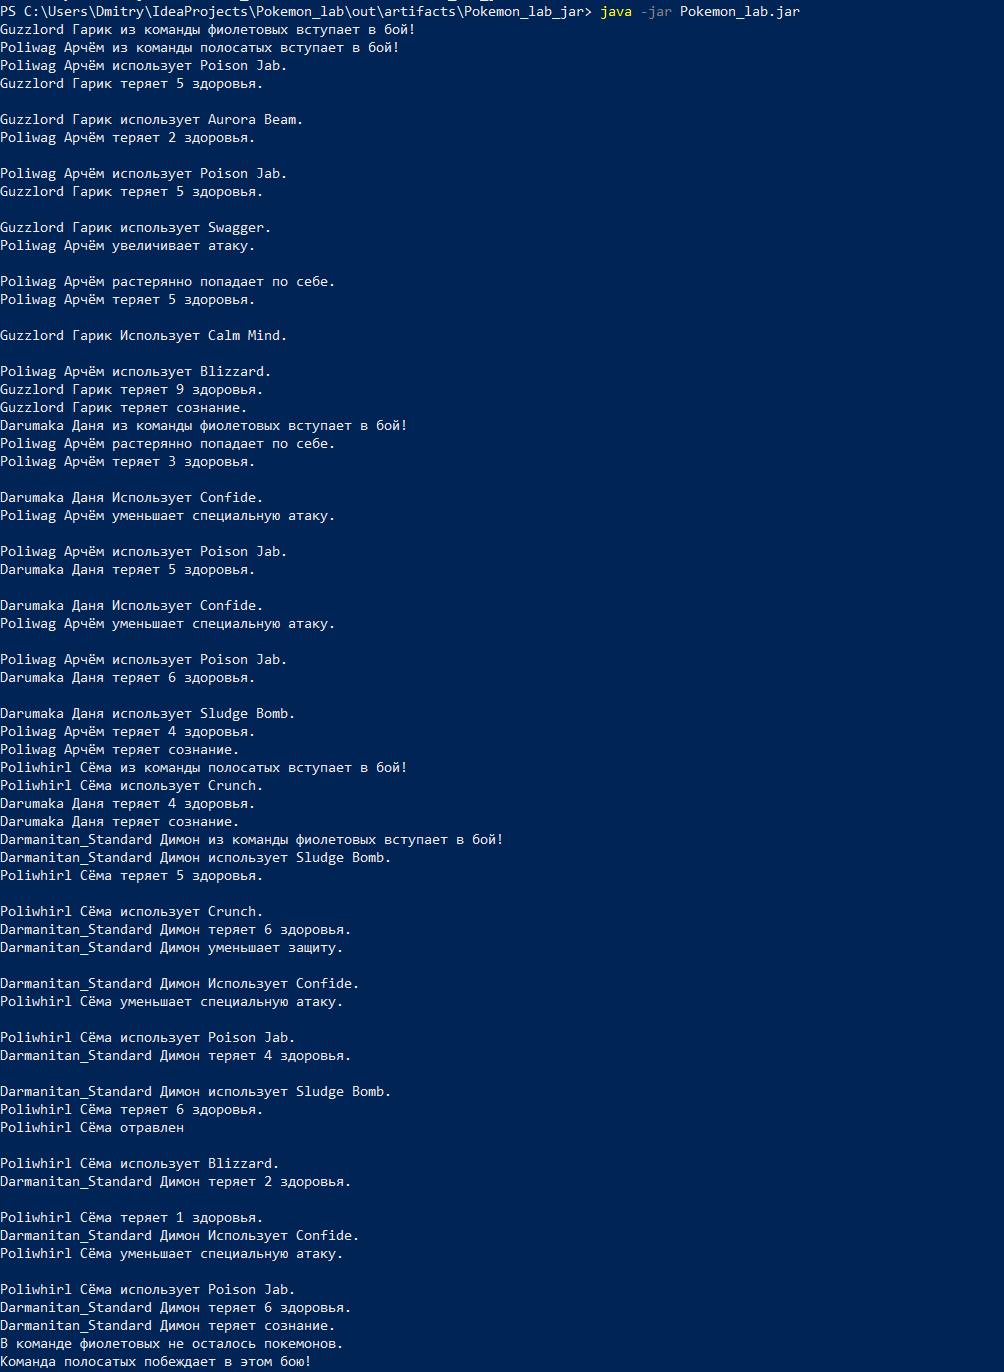 PS C:\Users\Dmitry\IdeaProjects\Pokemon_lab\out\artifacts\Pokemon_lab_jar> java -jar Pokemon_lab.jar
Guzzlord Гарик из команды фиолетовых вступает в бой!
Poliwag Арчём из команды полосатых вступает в бой!
Poliwag Арчём использует Poison Jab.
Guzzlord Гарик теряет 5 здоровья.
Guzzlord Гарик использует Aurora Beam.
Poliwag Арчём теряет 2 здоровья.
Poliwag Арчём использует Poison Jab.
Guzzlord Гарик теряет 5 здоровья.
Guzzlord Гарик использует Swagger.
Poliwag Арчём увеличивает атаку.
Poliwag Арчём растерянно попадает по себе.
Poliwag Арчём теряет 5 здоровья.
Guzzlord Гарик Использует Calm Mind.
Poliwag Арчём использует Blizzard.
Guzzlord Гарик теряет 9 здоровья.
Guzzlord Гарик теряет сознание.
Darumaka Даня из команды фиолетовых вступает в бой!
Poliwag Арчём растерянно попадает по себе.
Poliwag Арчём теряет 3 здоровья.
Darumaka Даня Использует Confide.
Poliwag Арчём уменьшает специальную атаку.
Poliwag Арчём использует Poison Jab.
Darumaka Даня теряет 5 здоровья.
Darumaka Даня Использует Confide.
Poliwag Арчём уменьшает специальную атаку.
Poliwag Арчём использует Poison Jab.
Darumaka Даня теряет 6 здоровья.
Darumaka Даня использует Sludge Bomb.
Poliwag Арчём теряет 4 здоровья.
Poliwag Арчём теряет сознание.
Poliwhirl Сёма из команды полосатых вступает в бой!
Poliwhirl Сёма использует Crunch.
Darumaka Даня теряет 4 здоровья.
Darumaka Даня теряет сознание.
Darmanitan_Standard Димон из команды фиолетовых вступает в бой!
Darmanitan_Standard Димон использует Sludge Bomb.
Poliwhirl Сёма теряет 5 здоровья.
Poliwhirl Сёма использует Crunch.
Darmanitan_Standard Димон теряет 6 здоровья.
Darmanitan_Standard Димон уменьшает защиту.
Darmanitan_Standard Димон Использует Confide.
Poliwhirl Сёма уменьшает специальную атаку.
Poliwhirl Сёма использует Poison Jab.
Darmanitan_Standard Димон теряет 4 здоровья.
Darmanitan_Standard Димон использует Sludge Bomb.
Poliwhirl Сёма теряет 6 здоровья.
Poliwhirl Сёма отравлен
Poliwhirl Сёма использует Blizzard.
Darmanitan_Standard Димон теряет 2 здоровья.
Poliwhirl Сёма теряет 1 здоровья.
Darmanitan_Standard Димон Использует Confide.
Poliwhirl Сёма уменьшает специальную атаку.
Poliwhirl Сёма использует Poison Jab.
Darmanitan_Standard Димон теряет 6 здоровья.
Darmanitan_Standard Димон теряет сознание.
В команде фиолетовых не осталось покемонов.
Команда полосатых побеждает в этом бою!